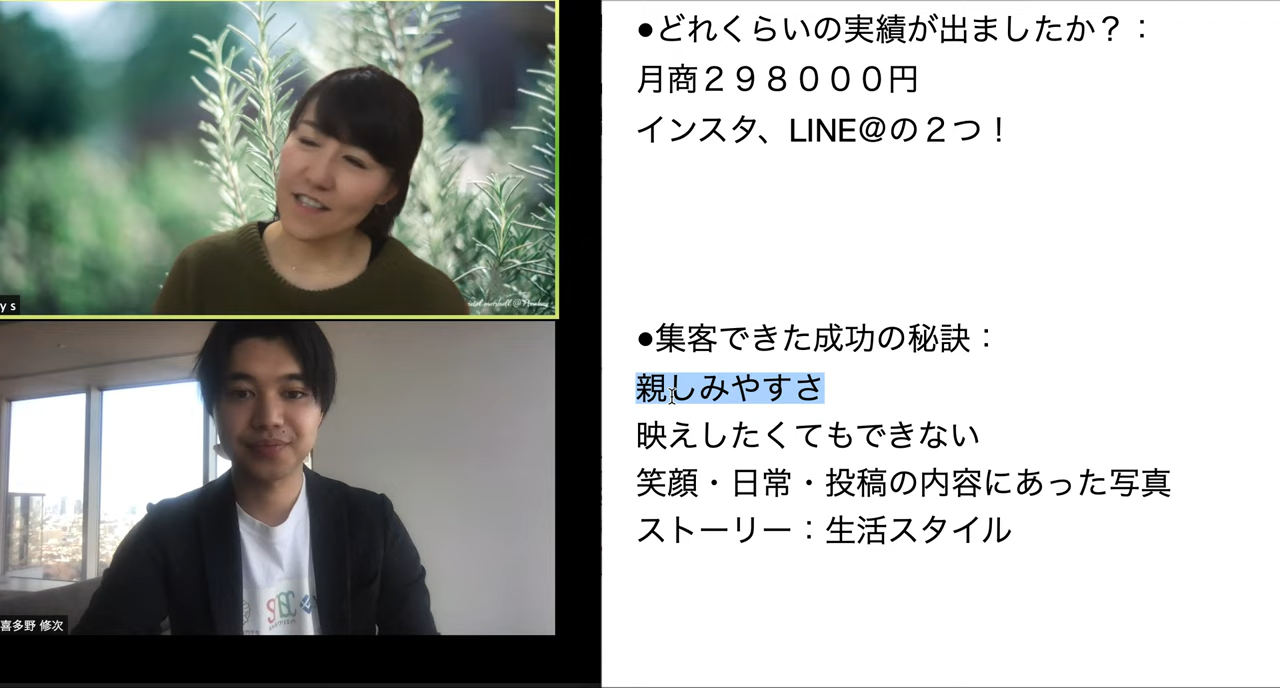 ●どれくらいの実績が出ましたか？：
月商２９８０００円
インスタ、LINE@の２つ！
●集客できた成功の秘訣：
親しみやすさ
映えしたくてもできない
笑顔・日常・投稿の内容にあった写真
ストーリー：生活スタイル
y s
喜多野 修次